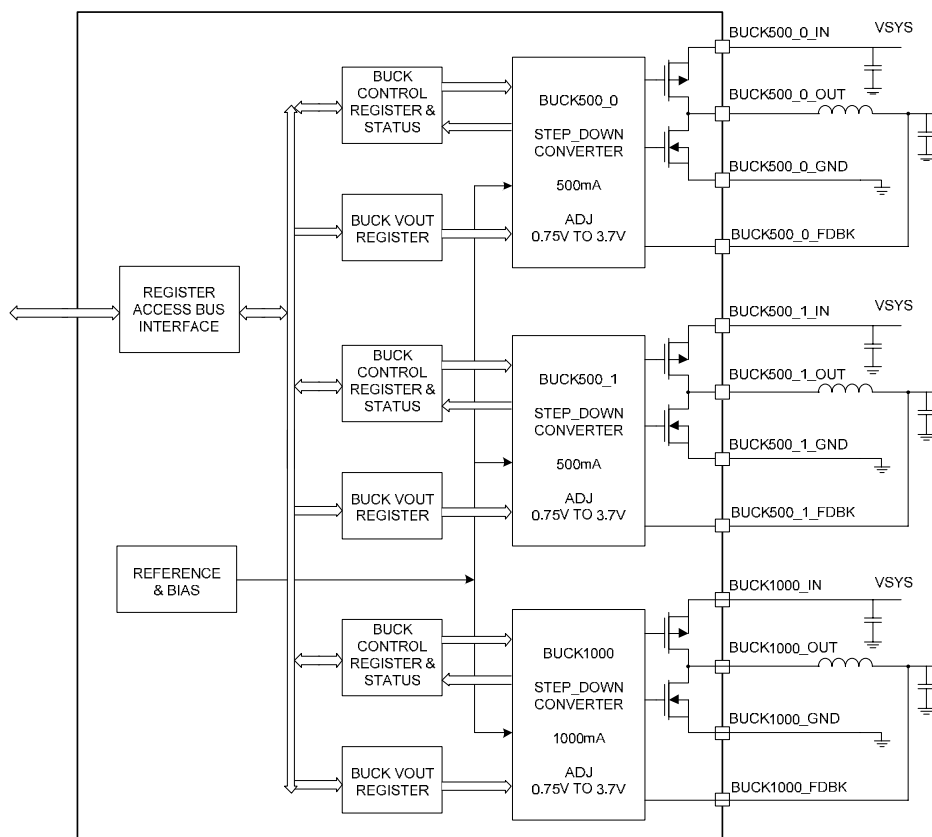 BUCK500_0_IN
VSYS
BUCK
CONTROL
REGISTER &
STATUS
BUCK500_0
STEP_DOWN
CONVERTER
500mA
ADJ
0.75V TO 3.7V
BUCK500_0_OUT
BUCK500_0_GND
BUCK VOUT
REGISTER
BUCK500_0_FDBK
REGISTER
ACCESS BUS
INTERFACE
BUCK500_1_IN
VSYS
BUCK
CONTROL
REGISTER &
STATUS
BUCK500_1
STEP_DOWN
CONVERTER
500mA
ADJ
0.75V TO 3.7V
BUCK500_1_OUT
BUCK500_1_GND
BUCK VOUT
REGISTER
BUCK500_1_FDBK
REFERENCE
& BIAS
BUCK1000_IN
VSYS
BUCK
CONTROL
REGISTER &
STATUS
BUCK1000
STEP_DOWN
CONVERTER
1000mA
ADJ
0.75V TO 3.7V
BUCK1000_OUT
BUCK1000_GND
BUCK VOUT
REGISTER
BUCK1000_FDBK